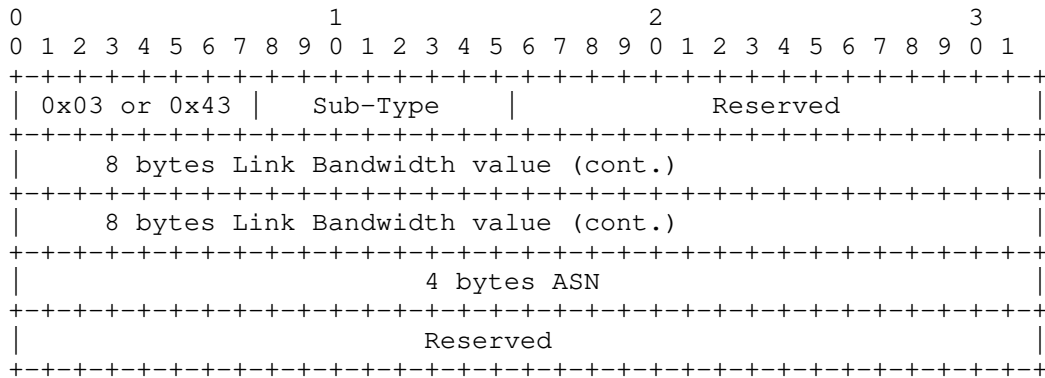 0                   1                   2                   3
0 1 2 3 4 5 6 7 8 9 0 1 2 3 4 5 6 7 8 9 0 1 2 3 4 5 6 7 8 9 0 1
+-+-+-+-+-+-+-+-+-+-+-+-+-+-+-+-+-+-+-+-+-+-+-+-+-+-+-+-+-+-+-+-+
| 0x03 or 0x43 |   Sub-Type    |            Reserved            |
+-+-+-+-+-+-+-+-+-+-+-+-+-+-+-+-+-+-+-+-+-+-+-+-+-+-+-+-+-+-+-+-+
|     8 bytes Link Bandwidth value (cont.)                      |
+-+-+-+-+-+-+-+-+-+-+-+-+-+-+-+-+-+-+-+-+-+-+-+-+-+-+-+-+-+-+-+-+
|     8 bytes Link Bandwidth value (cont.)                      |
+-+-+-+-+-+-+-+-+-+-+-+-+-+-+-+-+-+-+-+-+-+-+-+-+-+-+-+-+-+-+-+-+
|                         4 bytes ASN                           |
+-+-+-+-+-+-+-+-+-+-+-+-+-+-+-+-+-+-+-+-+-+-+-+-+-+-+-+-+-+-+-+-+
|                         Reserved                              |
+-+-+-+-+-+-+-+-+-+-+-+-+-+-+-+-+-+-+-+-+-+-+-+-+-+-+-+-+-+-+-+-+